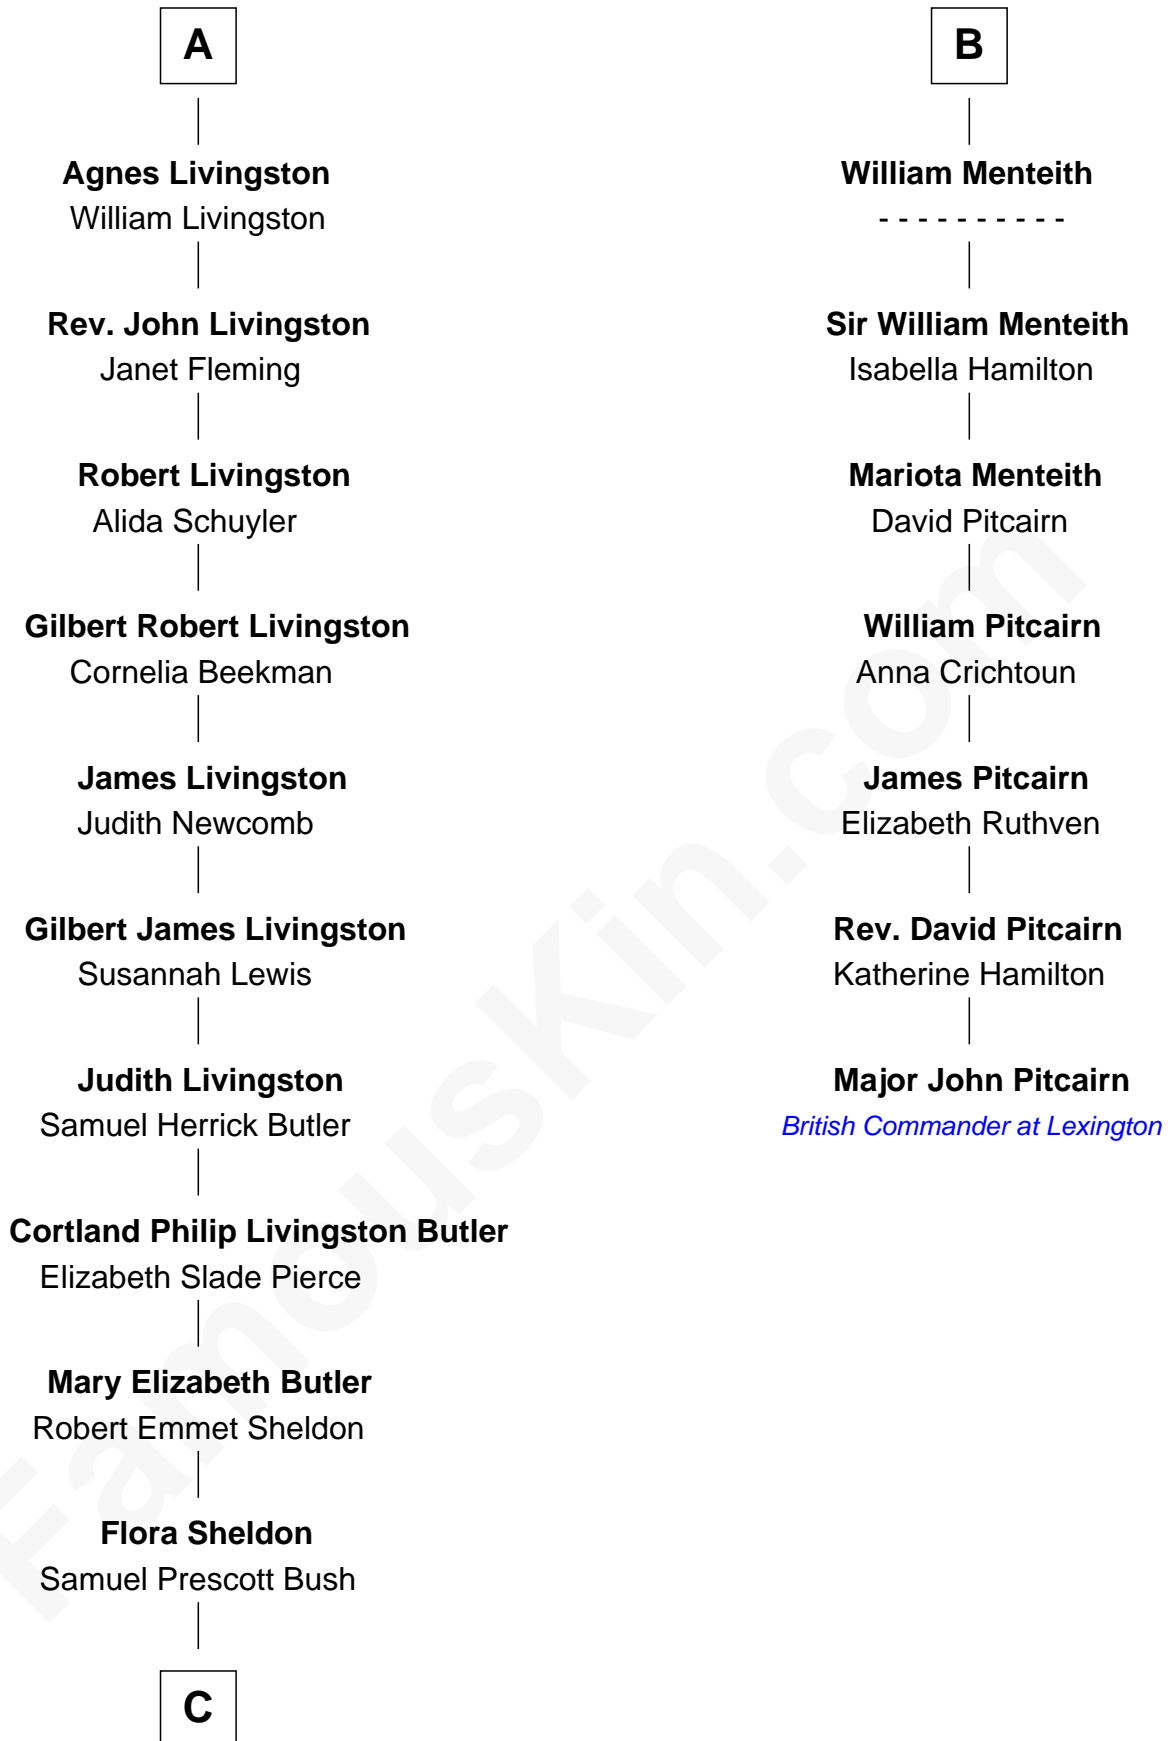 A
Agnes Livingston
William Livingston
Rev. John Livingston
Janet Fleming
Robert Livingston
Alida Schuyler
Gilbert Robert Livingston
Cornelia Beekman
James Livingston
Judith Newcomb
Gilbert James Livingston
Susannah Lewis
Judith Livingston
Samuel Herrick Butler
Cortland Philip Livingston Butler
Elizabeth Slade Pierce
Mary Elizabeth Butler
Robert Emmet Sheldon
Flora Sheldon
Samuel Prescott Bush
C
B
William Menteith
- - - - - - - - - -
Sir William Menteith
Isabella Hamilton
Mariota Menteith
David Pitcairn
William Pitcairn
Anna Crichtoun
James Pitcairn
Elizabeth Ruthven
Rev. David Pitcairn
Katherine Hamilton
Major John Pitcairn
British Commander at Lexington
FamousKin.com